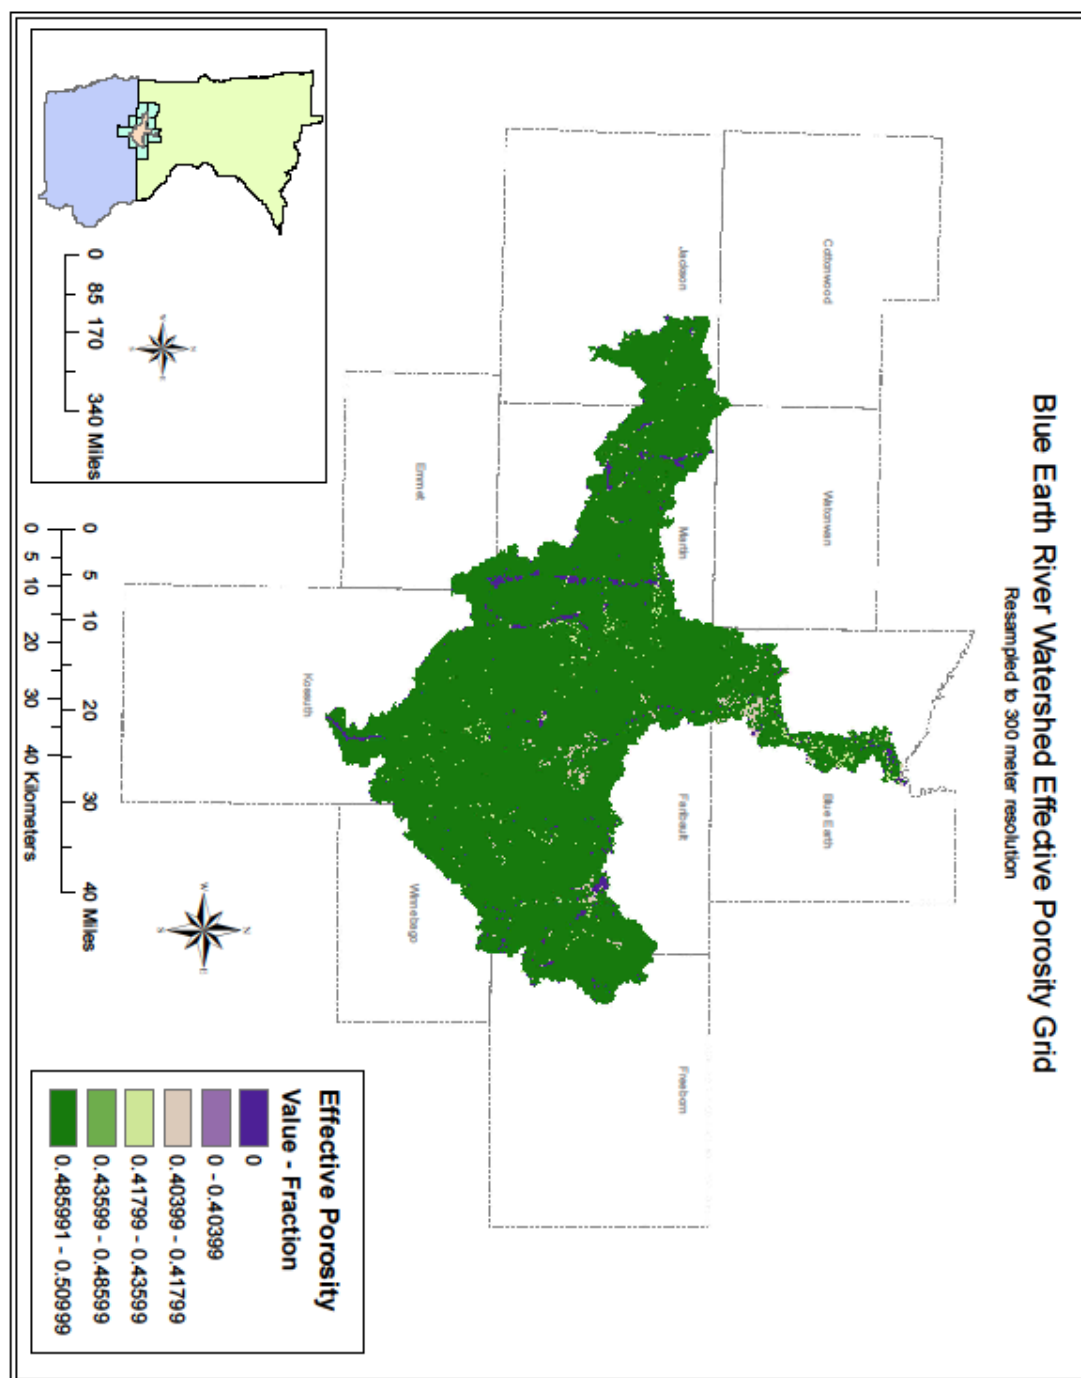 Blue Earth River Watershed Effective Porosity Grid
Resampled to 300 meter resolution
Cottonwood
Watonwan
Blue Earth
Jackson
Martin
Faribault
Freeborn
Emmet
Winnebago
Kossuth
N
W
E
S
0 85 170 340 Miles
N
W
E
S
0 5 10 20 30 40 Miles
0 5 10 20 30 40 Kilometers
Effective Porosity
Value - Fraction
0
0 - 0.40399
0.40399 - 0.41799
0.41799 - 0.43599
0.43599 - 0.48599
0.485991 - 0.50999